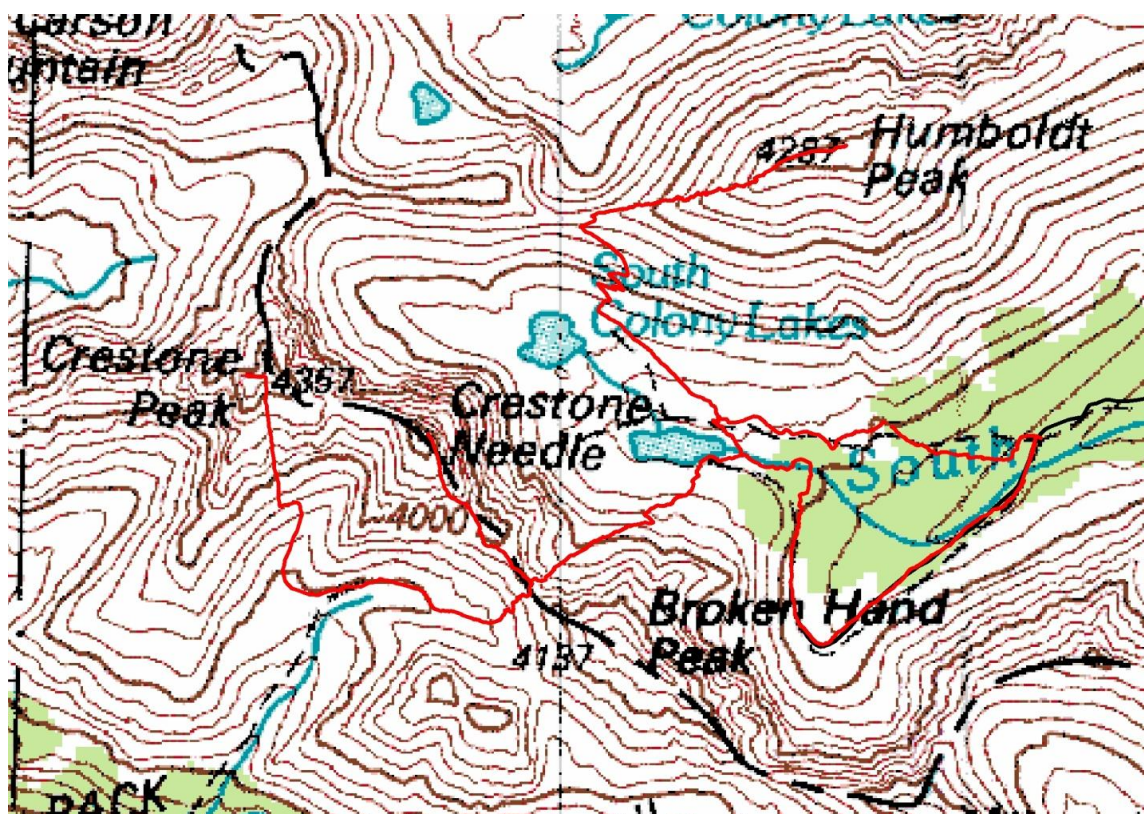 Carson
untain
Colony Lakes
4287
Humboldt
Peak
South
Colony Lakes
Crestone
Peak
4357
Crestone
Needle
4000
South
Broken Hand
Peak
4137
PACK